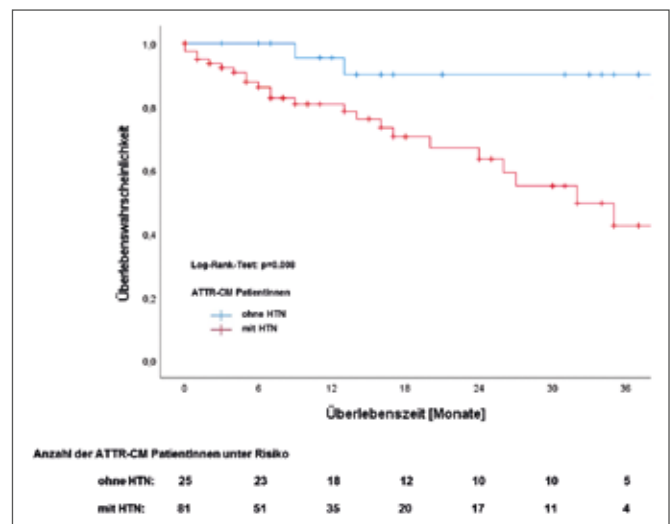 Überlebenswahrscheinlichkeit
1,0
0,8
0,6
0,4
0,2
0,0
Log-Rank-Test:
ATTR-CM PatientInnen
ohne HTN
mit HTN
0 6 12 18 24 30 36
Überlebenszeit [Monate]
Anzahl der ATTR-CM PatientInnen unter Risiko
ohne HTN: 25 23 18 12 10 10 5
mit HTN: 81 51 35 20 17 11 4